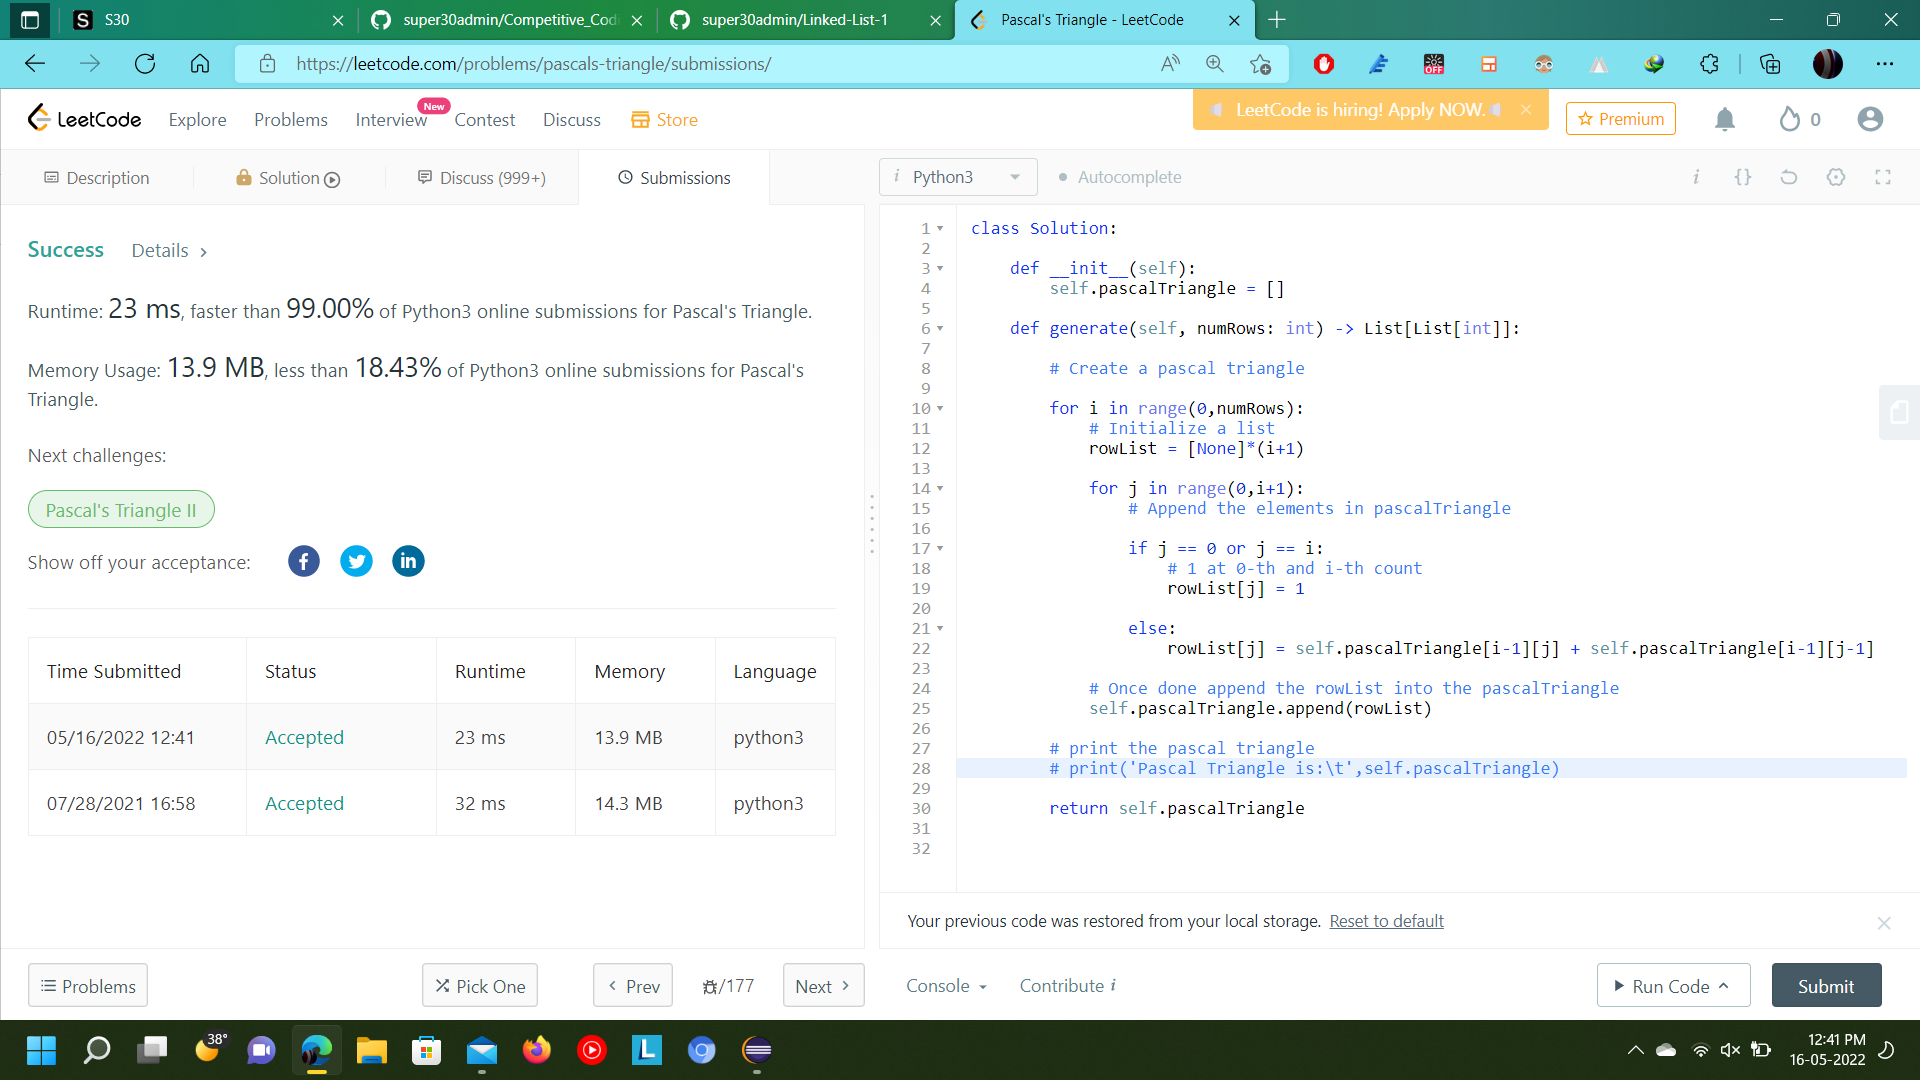 S30
super30admin/Competitive_Codi
super30admin/Linked-List-1
Pascal's Triangle - LeetCode
https://leetcode.com/problems/pascals-triangle/submissions/
OFF
LeetCode
Explore
Problems
Interview
New
Contest
Discuss
Store
LeetCode is hiring! Apply NOW.
Premium
0
Description
Solution
Discuss (999+)
Submissions
i Python3
Autocomplete
i {}
Success Details >
Runtime: 23 ms, faster than 99.00% of Python3 online submissions for Pascal's Triangle.
Memory Usage: 13.9 MB, less than 18.43% of Python3 online submissions for Pascal's
Triangle.
Next challenges:
Pascal's Triangle II
Show off your acceptance:
Time Submitted Status Runtime Memory Language
05/16/2022 12:41 Accepted 23 ms 13.9 MB python3
07/28/2021 16:58 Accepted 32 ms 14.3 MB python3
1 class Solution:
2
3     def __init__(self):
4         self.pascalTriangle = []
5
6     def generate(self, numRows: int) -> List[List[int]]:
7
8         # Create a pascal triangle
9
10         for i in range(0,numRows):
11             # Initialize a list
12             rowList = [None]*(i+1)
13
14             for j in range(0,i+1):
15                 # Append the elements in pascalTriangle
16
17                 if j == 0 or j == i:
18                     # 1 at 0-th and i-th count
19                     rowList[j] = 1
20
21                 else:
22                     rowList[j] = self.pascalTriangle[i-1][j] + self.pascalTriangle[i-1][j-1]
23
24             # Once done append the rowList into the pascalTriangle
25             self.pascalTriangle.append(rowList)
26
27         # print the pascal triangle
28         # print('Pascal Triangle is:\t',self.pascalTriangle)
29
30         return self.pascalTriangle
31
32
Your previous code was restored from your local storage. Reset to default
Problems
Pick One
< Prev
/177
Next >
Console
Contribute i
Run Code
Submit
38°
12:41 PM
16-05-2022